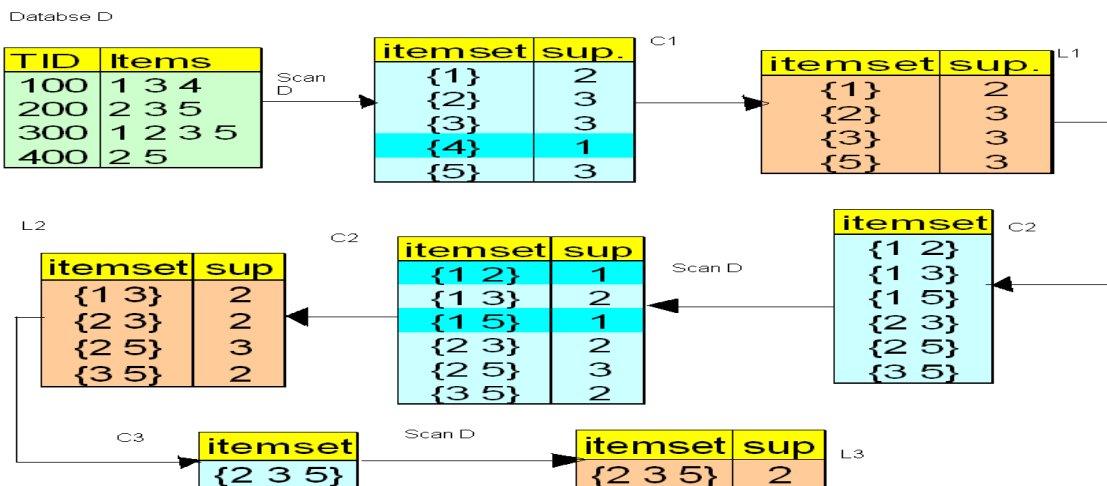 Databse D
TID Items
100 1 3 4
200 2 3 5
300 1 2 3 5
400 2 5
Scan
D
itemset sup.
{1} 2
{2} 3
{3} 3
{4} 1
{5} 3
C1
itemset sup.
{1} 2
{2} 3
{3} 3
{5} 3
L1
L2
itemset sup
{1 3} 2
{2 3} 2
{2 5} 3
{3 5} 2
C2
itemset sup
{1 2} 1
{1 3} 2
{1 5} 1
{2 3} 2
{2 5} 3
{3 5} 2
Scan D
itemset
{1 2}
{1 3}
{1 5}
{2 3}
{2 5}
{3 5}
C2
C3
itemset
{2 3 5}
Scan D
itemset sup
{2 3 5} 2
L3